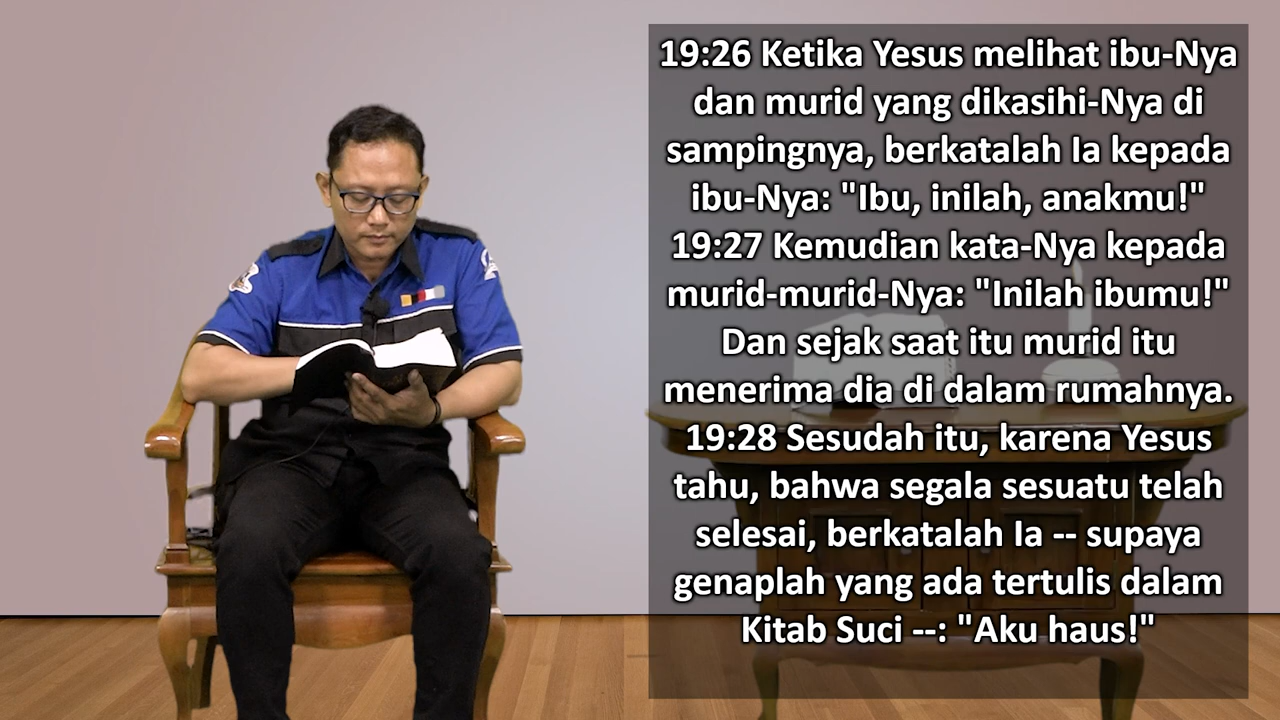 19:26 Ketika Yesus melihat ibu-Nya
dan murid yang dikasihi-Nya di
sampingnya, berkatalah Ia kepada
ibu-Nya: "Ibu, inilah, anakmu!"
19:27 Kemudian kata-Nya kepada
murid-murid-Nya: "Inilah ibumu!"
Dan sejak saat itu murid itu
menerima dia di dalam rumahnya.
19:28 Sesudah itu, karena Yesus
tahu, bahwa segala sesuatu telah
selesai, berkatalah Ia -- supaya
genaplah yang ada tertulis dalam
Kitab Suci --: "Aku haus!"